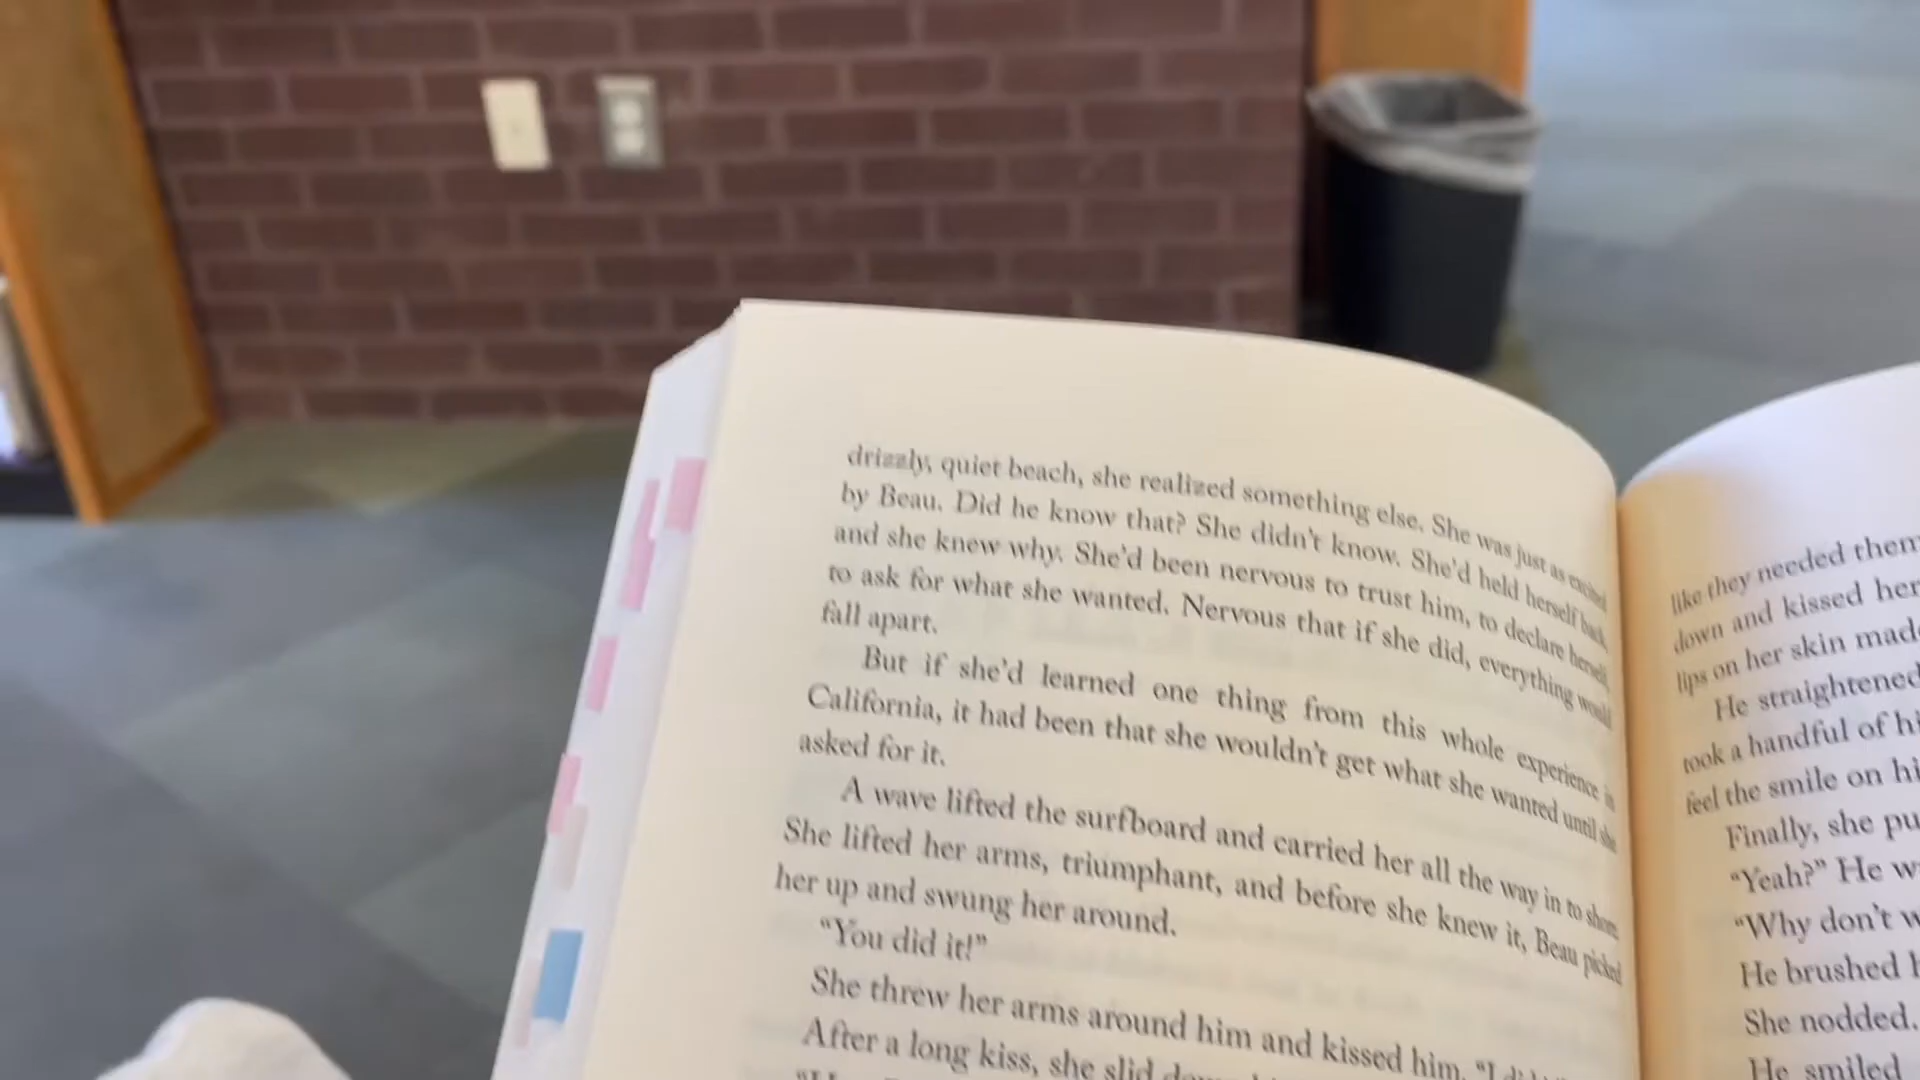 drizzly, quiet beach, she realized something else. She was just as excited
by Beau. Did he know that? She didn't know. She'd held herself back,
and she knew why. She'd been nervous to trust him, to declare herself,
to ask for what she wanted. Nervous that if she did, everything would
fall apart.
But if she'd learned one thing from this whole experience in
California, it had been that she wouldn't get what she wanted until she
asked for it.
A wave lifted the surfboard and carried her all the way in to shore.
She lifted her arms, triumphant, and before she knew it, Beau picked
her up and swung her around.
"You did it!"
She threw her arms around him and kissed him.
After a long kiss, she slid
like they needed them
down and kissed her
lips on her skin made
He straightened
took a handful of
feel the smile on
Finally, she
"Yeah?" He
"Why don't
He brushed
She nodded.
He smiled